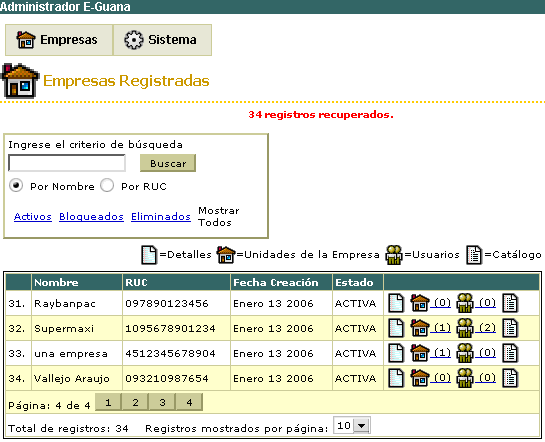 Administrador E-Guana
Empresas Sistema
Empresas Registradas
34 registros recuperados.
Ingrese el criterio de búsqueda
Buscar
Por Nombre Por RUC
Activos Bloqueados Eliminados Mostrar Todos
=Detalles =Unidades de la Empresa =Usuarios =Catálogo
Nombre RUC Fecha Creación Estado
31. Raybanpac 097890123456 Enero 13 2006 ACTIVA (0) (0)
32. Supermaxi 1095678901234 Enero 13 2006 ACTIVA (1) (2)
33. una empresa 4512345678904 Enero 13 2006 ACTIVA (1) (0)
34. Vallejo Araujo 093210987654 Enero 13 2006 ACTIVA (0) (0)
Página: 4 de 4 1 2 3 4
Total de registros: 34 Registros mostrados por página: 10